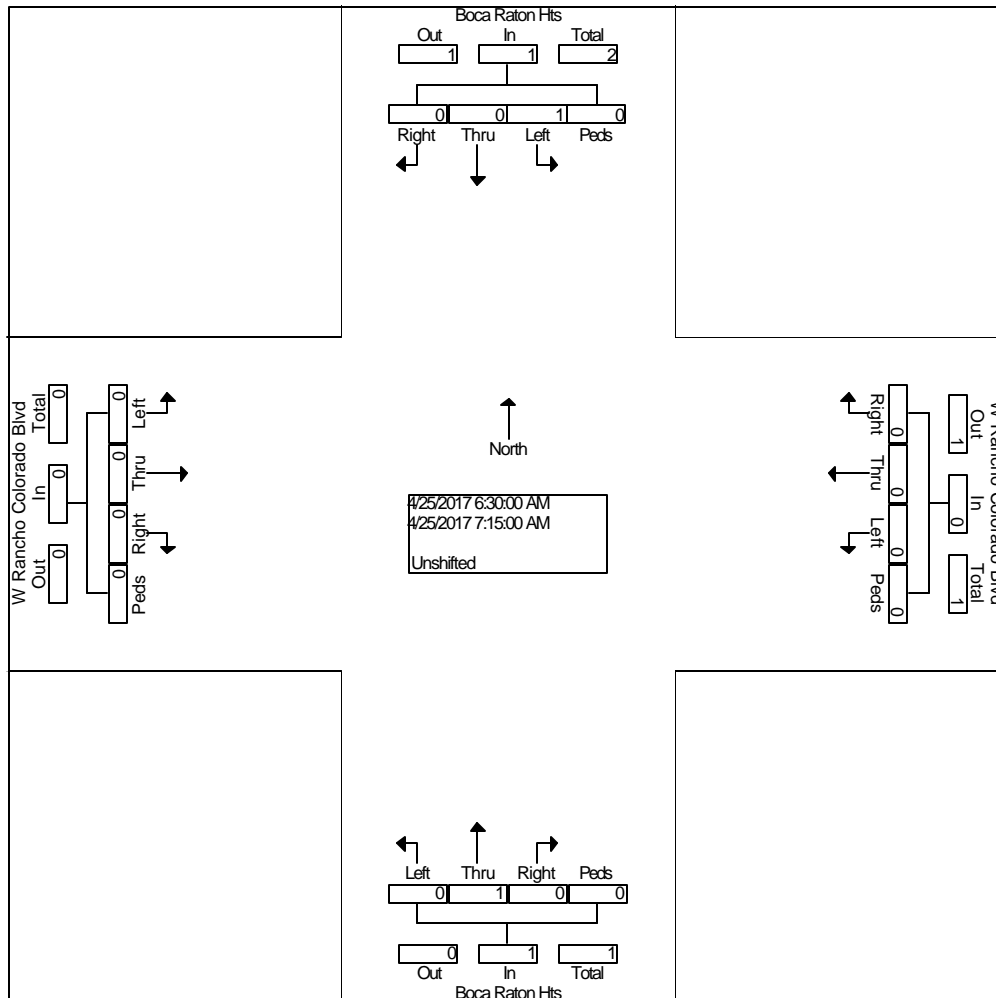 Boca Raton Hts
Out In Total
1 1 2
0 0 1 0
Right Thru Left Peds
W Rancho Colorado Blvd
Total In Out
0 0 0
0 0 0 0
Left Thru Right Peds
North
4/25/2017 6:30:00 AM
4/25/2017 7:15:00 AM
Unshifted
Right Thru Left Peds
0 0 0 0
1 0 1
Out In Total
W Rancho Colorado Blvd
Left Thru Right Peds
0 1 0 0
0 1 1
Out In Total
Boca Raton Hts